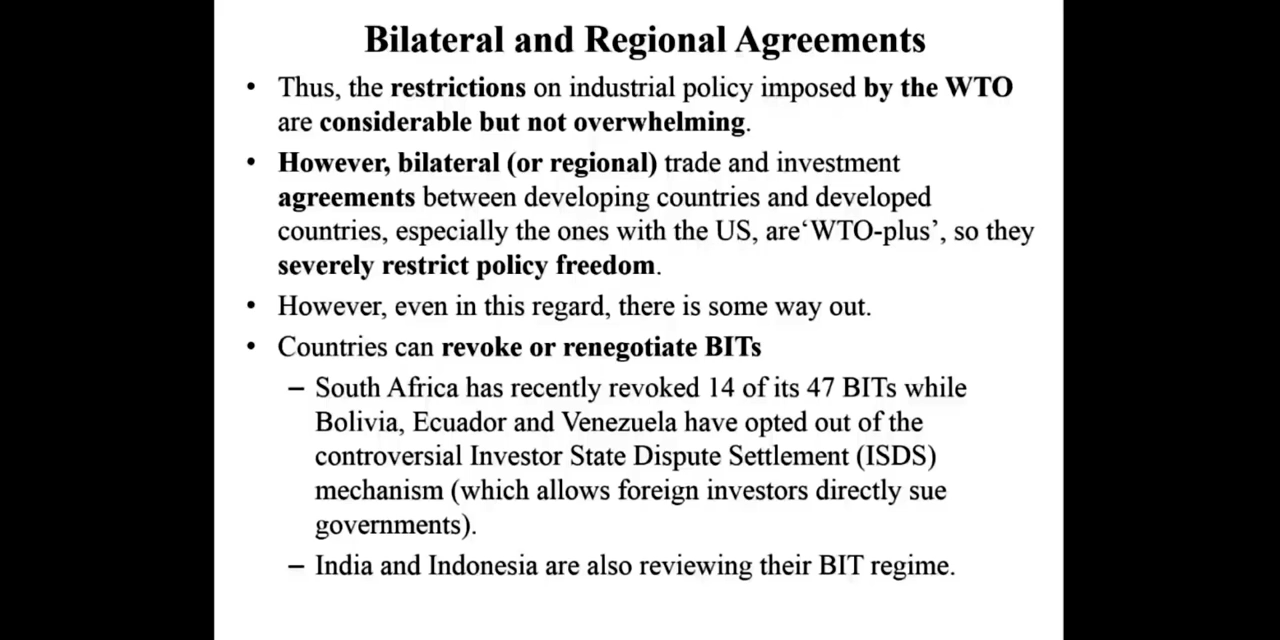 Bilateral and Regional Agreements
• Thus, the restrictions on industrial policy imposed by the WTO
are considerable but not overwhelming.
• However, bilateral (or regional) trade and investment
agreements between developing countries and developed
countries, especially the ones with the US, are‘WTO-plus’, so they
severely restrict policy freedom.
• However, even in this regard, there is some way out.
• Countries can revoke or renegotiate BITs
– South Africa has recently revoked 14 of its 47 BITs while
Bolivia, Ecuador and Venezuela have opted out of the
controversial Investor State Dispute Settlement (ISDS)
mechanism (which allows foreign investors directly sue
governments).
– India and Indonesia are also reviewing their BIT regime.